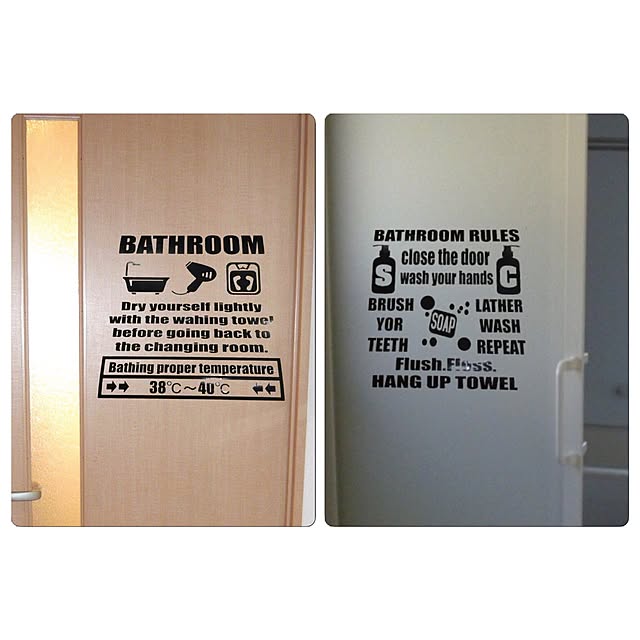 BATHROOM
Dry yourself lightly
with the wahing towel
before going back to
the changing room.
Bathing proper temperature
38℃～40℃
BATHROOM RULES
close the door
wash your hands
S
C
BRUSH
YOR
TEETH
SOAP
LATHER
WASH
REPEAT
Flush.Floss.
HANG UP TOWEL